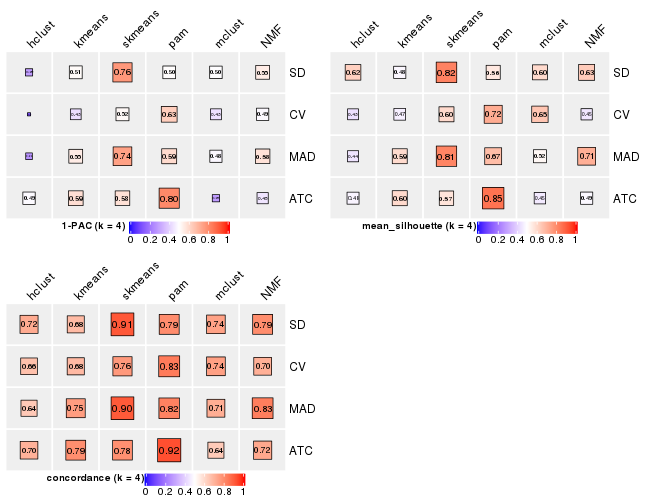 hclust kmeans skmeans pam mclust NMF
0.51 0.76 0.50 0.50 0.55 SD
0.43 0.52 0.63 0.43 0.49 CV
0.55 0.74 0.59 0.48 0.58 MAD
0.49 0.59 0.58 0.80 0.45 ATC
1-PAC (k = 4)
0 0.2 0.4 0.6 0.8 1
hclust kmeans skmeans pam mclust NMF
0.62 0.48 0.82 0.56 0.60 0.63 SD
0.43 0.47 0.60 0.72 0.65 0.45 CV
0.44 0.59 0.81 0.67 0.52 0.71 MAD
0.48 0.60 0.57 0.85 0.45 0.49 ATC
mean_silhouette (k = 4)
0 0.2 0.4 0.6 0.8 1
hclust kmeans skmeans pam mclust NMF
0.72 0.68 0.91 0.79 0.74 0.79 SD
0.66 0.68 0.76 0.83 0.74 0.70 CV
0.64 0.75 0.90 0.82 0.71 0.83 MAD
0.70 0.79 0.78 0.92 0.64 0.72 ATC
concordance (k = 4)
0 0.2 0.4 0.6 0.8 1